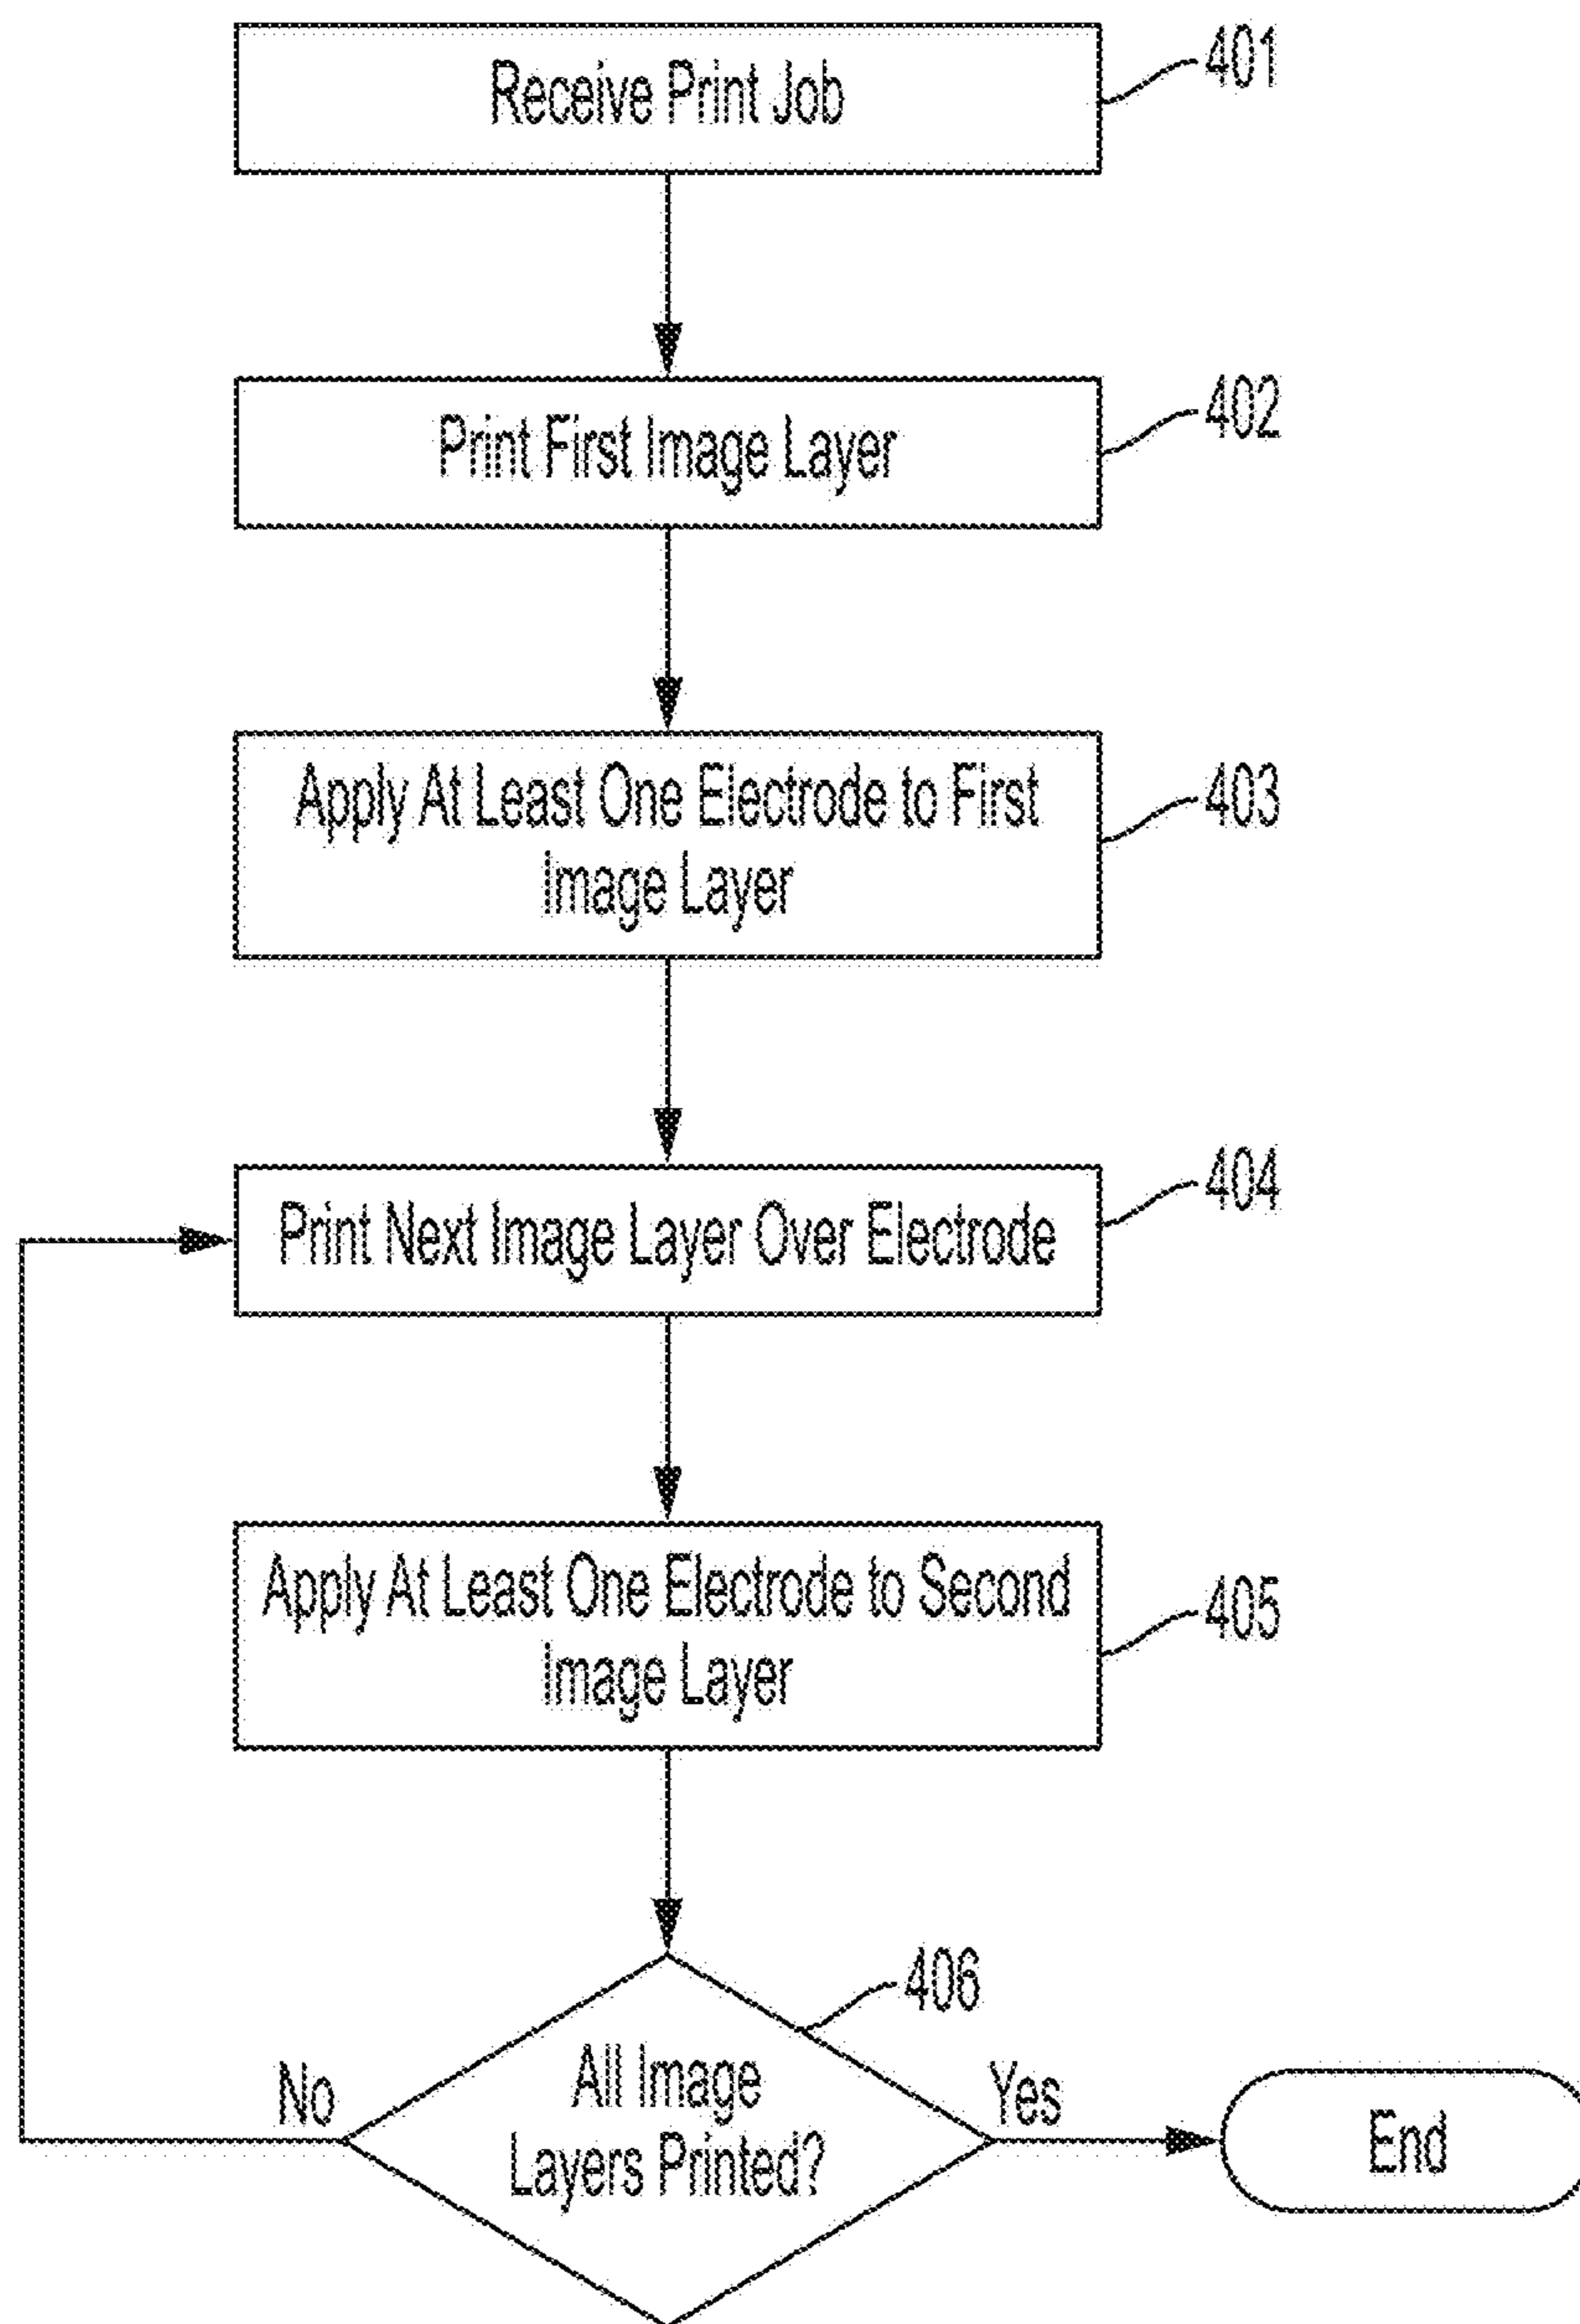 Receive Print Job
401
Print First Image Layer
402
Apply At Least One Electrode to First
Image Layer
403
Print Next Image Layer Over Electrode
404
Apply At Least One Electrode to Second
Image Layer
405
406
All Image
Layers Printed?
No
Yes
End